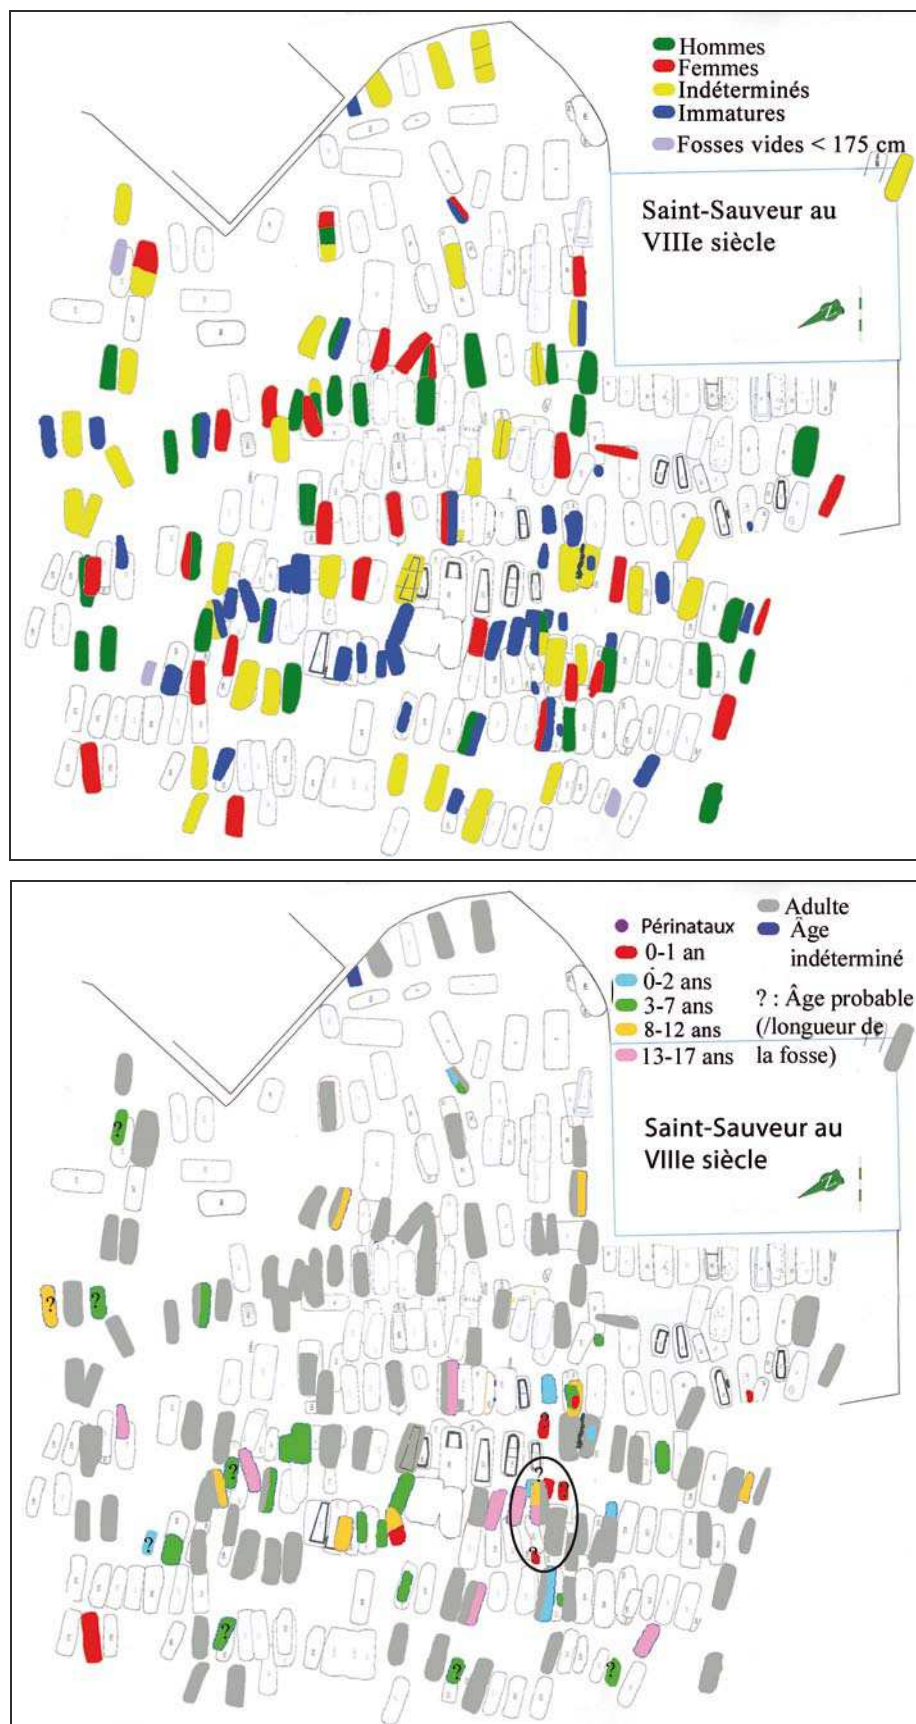 Hommes
Femmes
Indéterminés
Immatures
Fosses vides < 175 cm
Saint-Sauveur au
VIIIe siècle
Z
Périnataux
0-1 an
0-2 ans
3-7 ans
8-12 ans
13-17 ans
Adulte
Âge
indéterminé
? : Âge probable
(/longueur de
la fosse)
Saint-Sauveur au
VIIIe siècle
Z
?
?
?
?
?
?
?
?
?
?
?